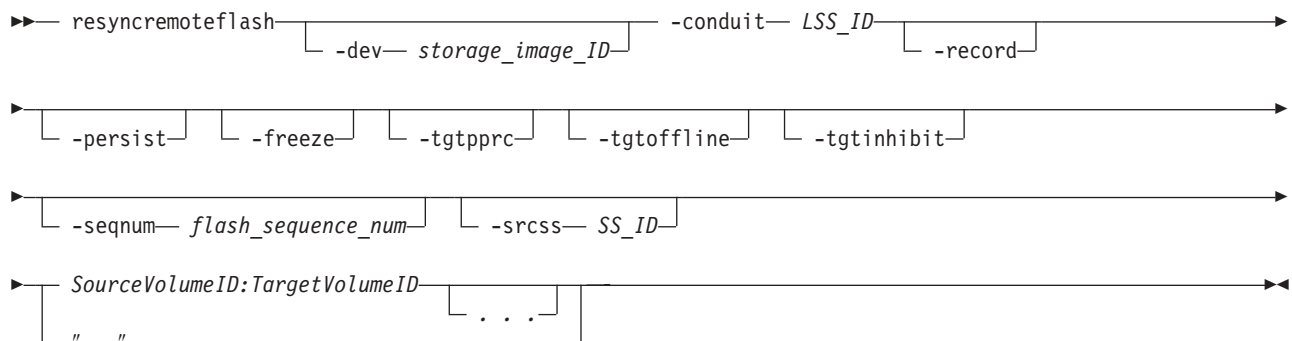 resyncremoteflash -dev storage_image_ID -conduit LSS_ID -record
-persist -freeze -tgtpprc -tgtoffline -tgtinhibit
-seqnum flash_sequence_num -srcss SS_ID
SourceVolumeID:TargetVolumeID . . .
" "